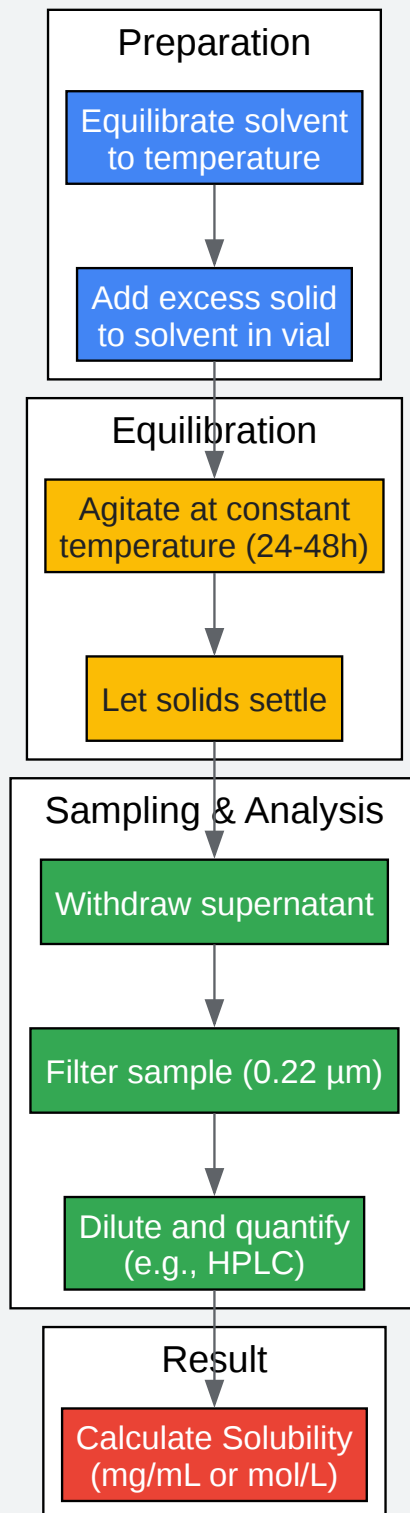 Preparation
Equilibrate solvent
to temperature
Add excess solid
to solvent in vial
Equilibration
Agitate at constant
temperature (24-48h)
Let solids settle
Sampling & Analysis
Withdraw supernatant
Filter sample (0.22 µm)
Dilute and quantify
(e.g., HPLC)
Result
Calculate Solubility
(mg/mL or mol/L)